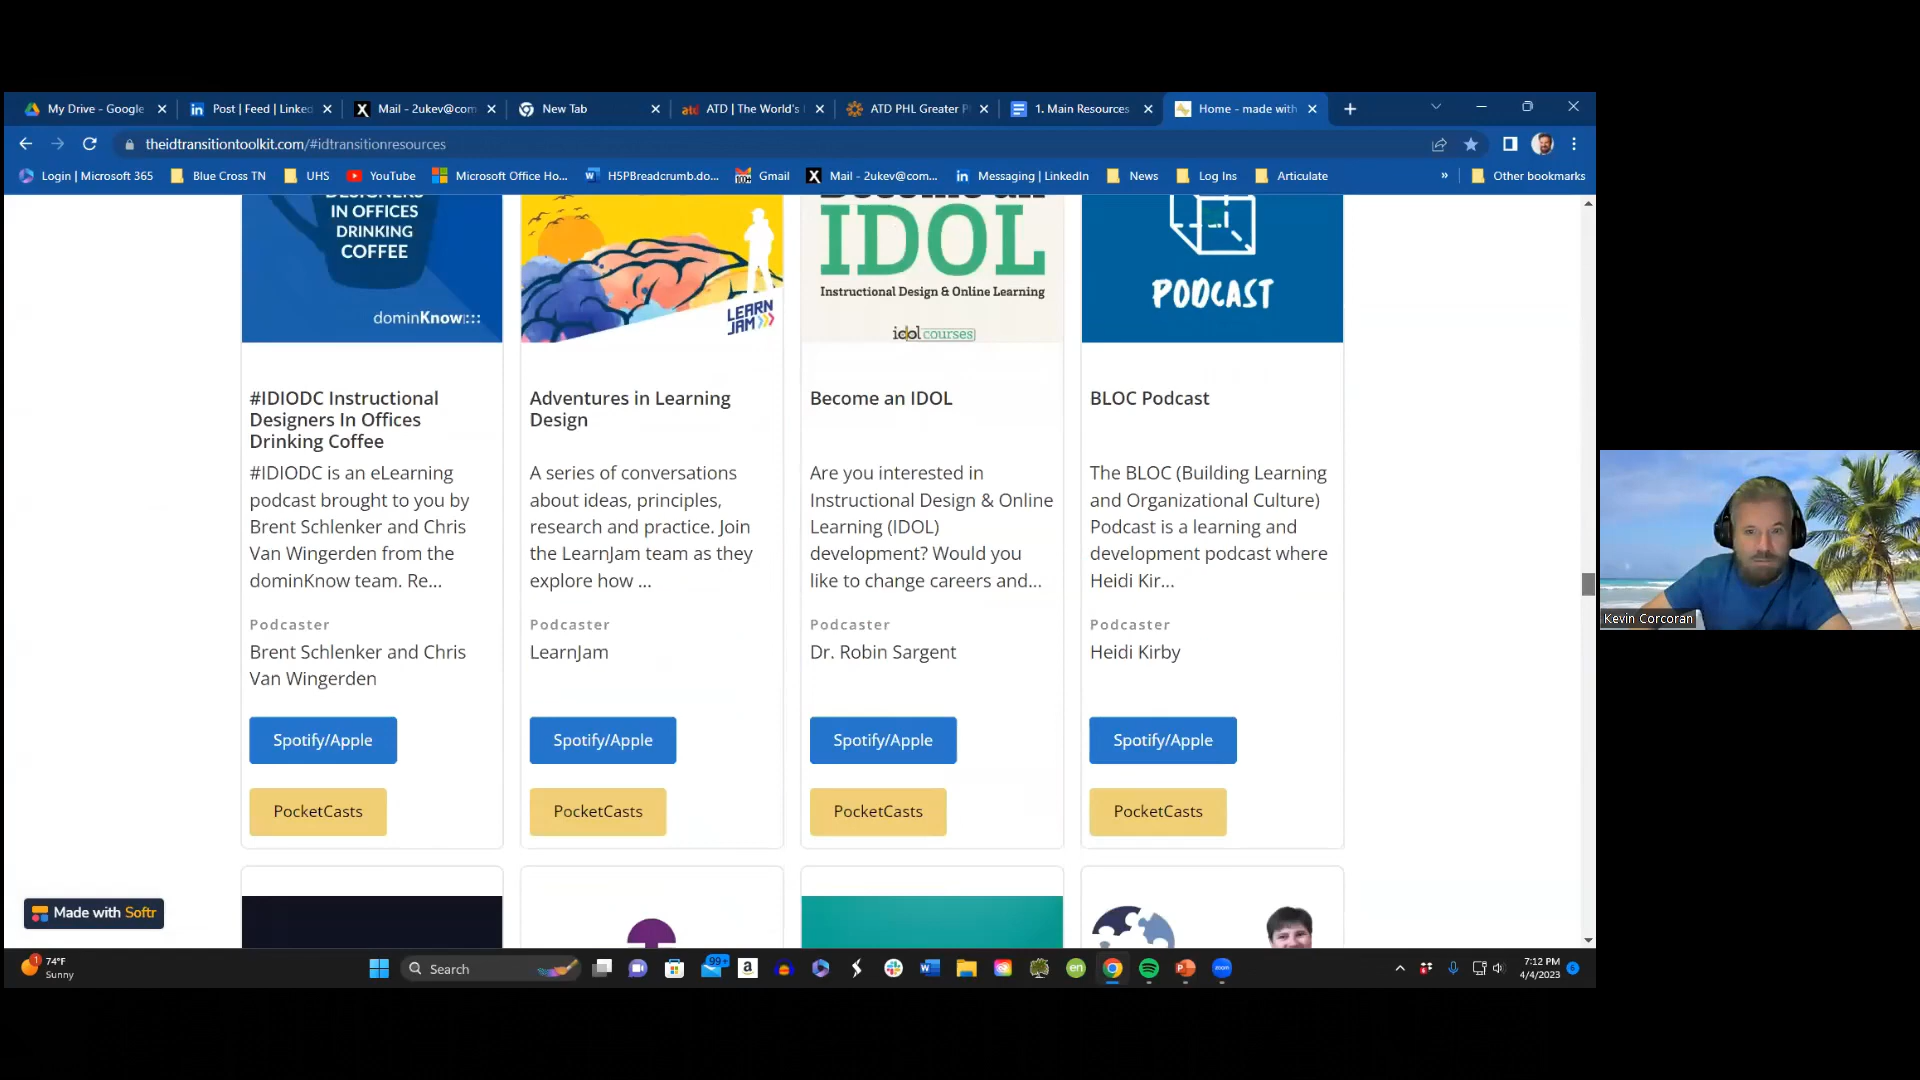 My Drive - Google
Post | Feed | Linked
Mail - 2ukev@com
New Tab
ATD | The World's
ATD PHL Greater P
1. Main Resources
Home - made with
theidtransitiontoolkit.com/#idtransitionresources
Login | Microsoft 365
Blue Cross TN
UHS
YouTube
Microsoft Office Ho...
H5PBreadcrumb.do...
Gmail
Mail - 2ukev@com...
Messaging | LinkedIn
News
Log Ins
Articulate
»
Other bookmarks
DESIGNERS
IN OFFICES
DRINKING
COFFEE
dominKnow:::
LEARN
JAM
Become an
IDOL
Instructional Design & Online Learning
idol courses
PODCAST
#IDIODC Instructional
Designers In Offices
Drinking Coffee
#IDIODC is an eLearning
podcast brought to you by
Brent Schlenker and Chris
Van Wingerden from the
dominKnow team. Re...
Podcaster
Brent Schlenker and Chris
Van Wingerden
Spotify/Apple
PocketCasts
Adventures in Learning
Design
A series of conversations
about ideas, principles,
research and practice. Join
the LearnJam team as they
explore how ...
Podcaster
LearnJam
Spotify/Apple
PocketCasts
Become an IDOL
Are you interested in
Instructional Design & Online
Learning (IDOL)
development? Would you
like to change careers and...
Podcaster
Dr. Robin Sargent
Spotify/Apple
PocketCasts
BLOC Podcast
The BLOC (Building Learning
and Organizational Culture)
Podcast is a learning and
development podcast where
Heidi Kir...
Podcaster
Heidi Kirby
Spotify/Apple
PocketCasts
Made with Softr
Kevin Corcoran
74°F
Sunny
Search
99+
7:12 PM
4/4/2023